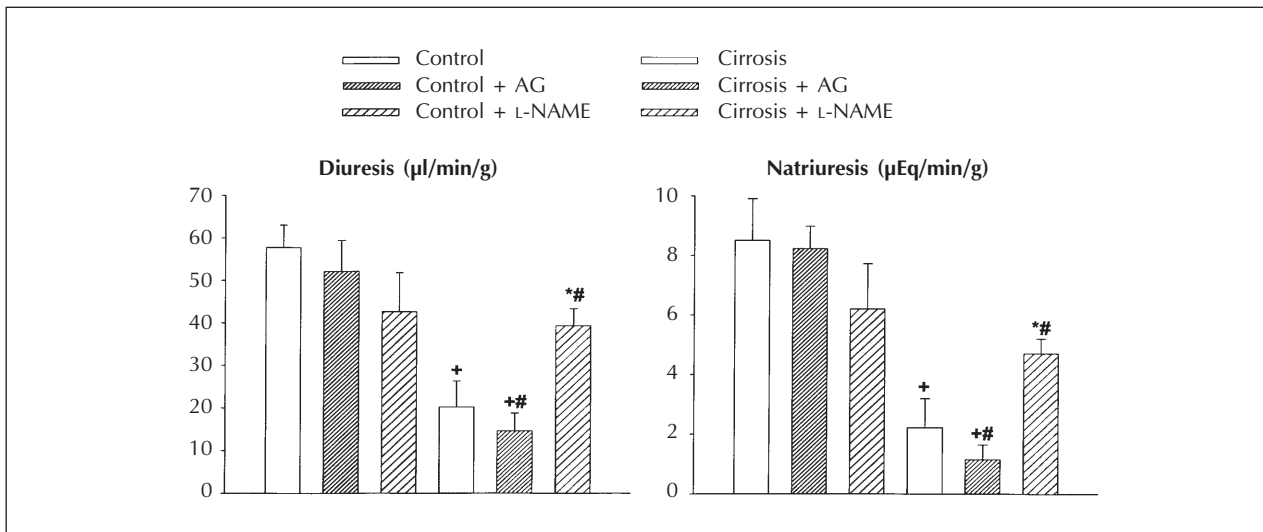 Control
Control + AG
Control + L-NAME
Cirrosis
Cirrosis + AG
Cirrosis + L-NAME
Diuresis (µl/min/g)
70
60
50
40
30
20
10
0
+
+#
*#
Natriuresis (µEq/min/g)
10
8
6
4
2
0
+
+#
*#